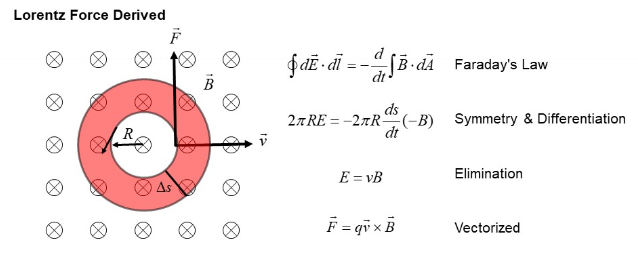 Lorentz Force Derived
F⃗
B⃗
R
v⃗
Δs
∮ dE⃗ · dl⃗ = − d/dt ∫ B⃗ · dA⃗ Faraday's Law
2πRE = −2πR ds/dt (−B) Symmetry & Differentiation
E = vB Elimination
F⃗ = qv⃗ × B⃗ Vectorized